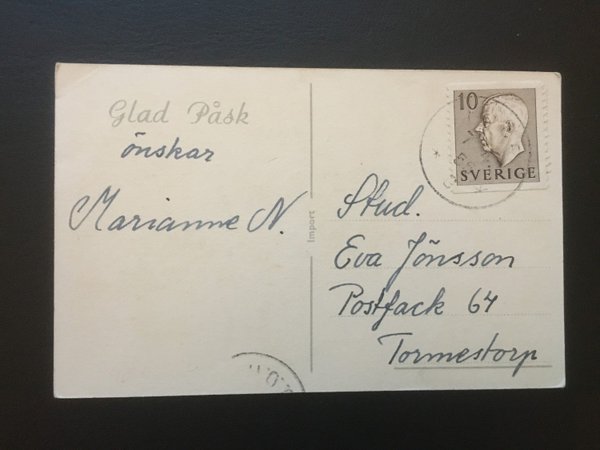 Glad Påsk
önskar
Marianne N.
Import
10
SVERIGE
Stud.
Eva Jönsson
Postfack 64
Tormestorp